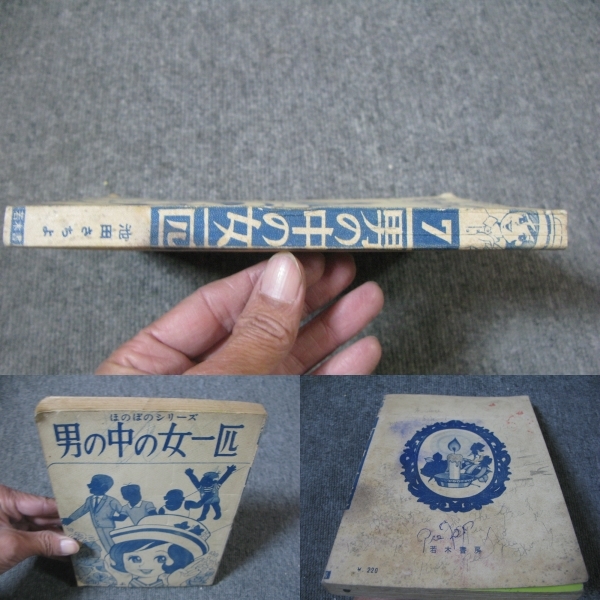 7 男の中の女一匹 池田さちよ
ほのぼのシリーズ
男の中の女一匹
若木書房